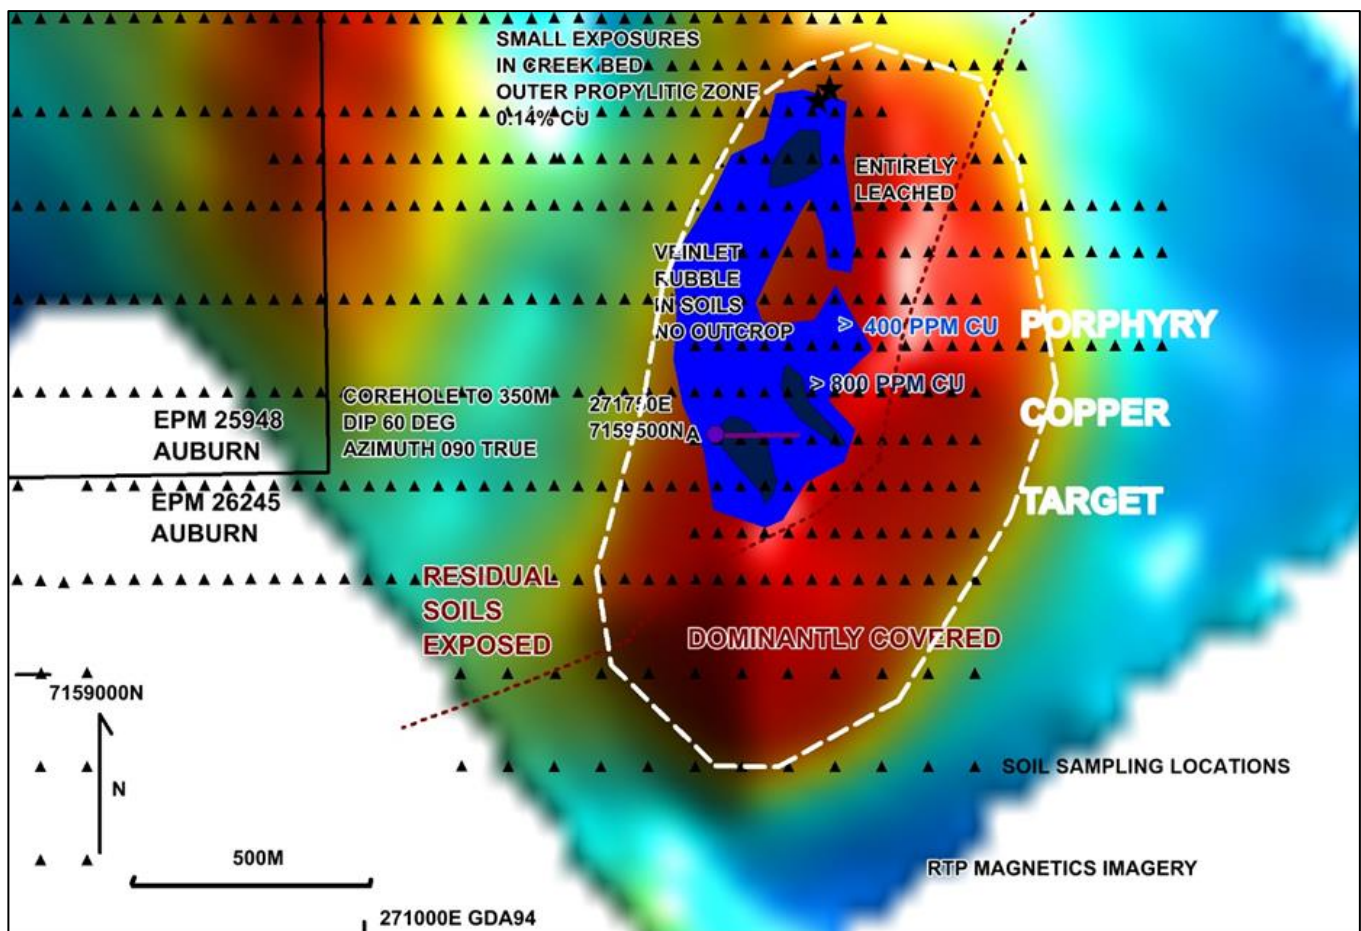 SMALL EXPOSURES
IN CREEK BED
OUTER PROPYLITIC ZONE
0.14% CU
ENTIRELY
LEACHED
VEINLET
RUBBLE
IN SOILS
NO OUTCROP
> 400 PPM CU
PORPHYRY
> 800 PPM CU
COPPER
TARGET
EPM 25948
AUBURN
COREHOLE TO 350M
DIP 60 DEG
AZIMUTH 090 TRUE
271750E
7159500N
A
EPM 26245
AUBURN
RESIDUAL
SOILS
EXPOSED
DOMINANTLY COVERED
7159000N
N
500M
271000E GDA94
SOIL SAMPLING LOCATIONS
RTP MAGNETICS IMAGERY